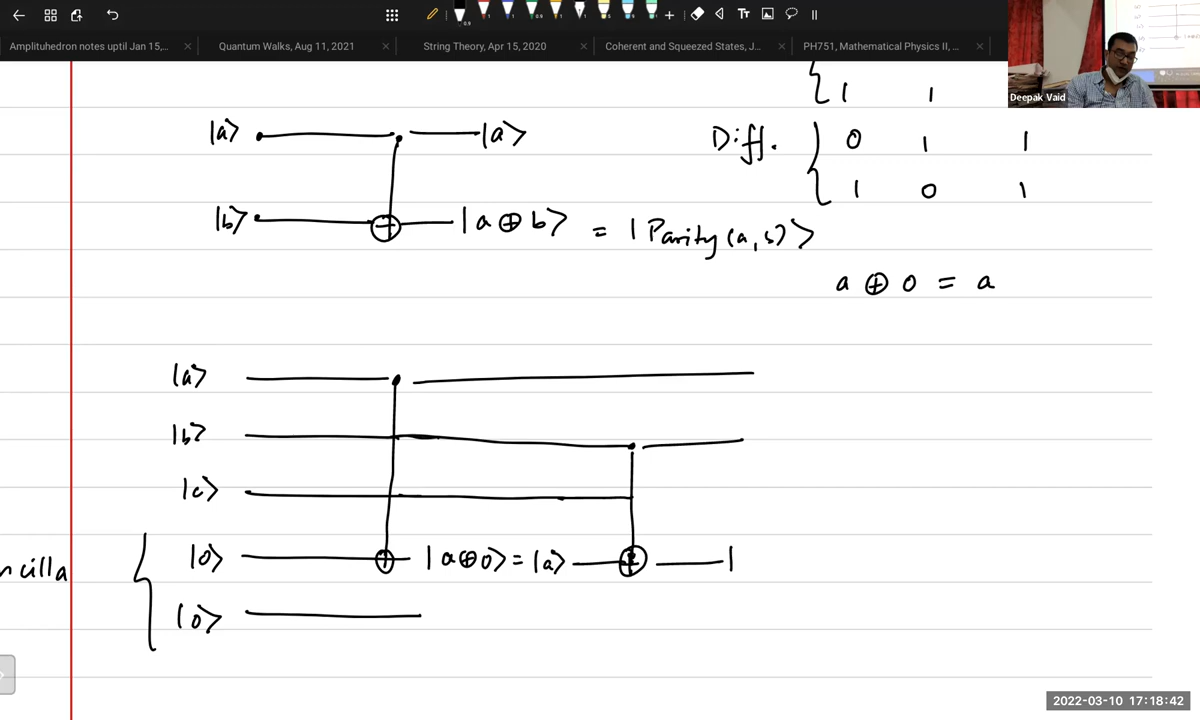 Amplituhedron notes uptil Jan 15,... × Quantum Walks, Aug 11, 2021 × String Theory, Apr 15, 2020 × Coherent and Squeezed States, J... × PH751, Mathematical Physics II, ... ×
Deepak Vaid
1 1
|a> |a>
Diff. 0 1 1
1 0 1
|b> |a ⊕ b> = |Parity(a,b)>
a ⊕ 0 = a
|a>
|b>
|c>
ncilla |0> |a⊕0> = |a> |
|0>
2022-03-10 17:18:42